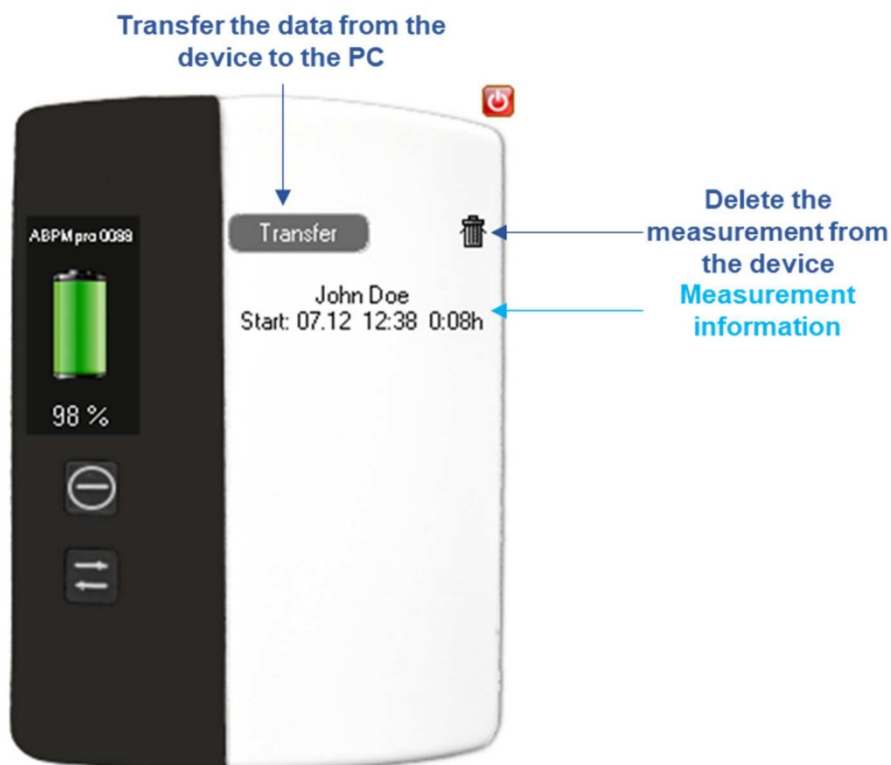 Transfer the data from the
device to the PC
ABPM pro 0088
98 %
Transfer
John Doe
Start: 07.12 12:38 0:08h
Delete the
measurement from
the device
Measurement
information